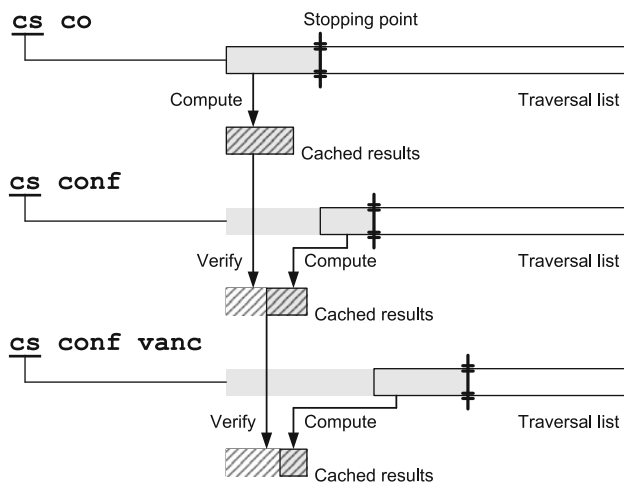 cs co
Stopping point
Compute
Traversal list
Cached results
cs conf
Verify
Compute
Traversal list
Cached results
cs conf vanc
Verify
Compute
Traversal list
Cached results